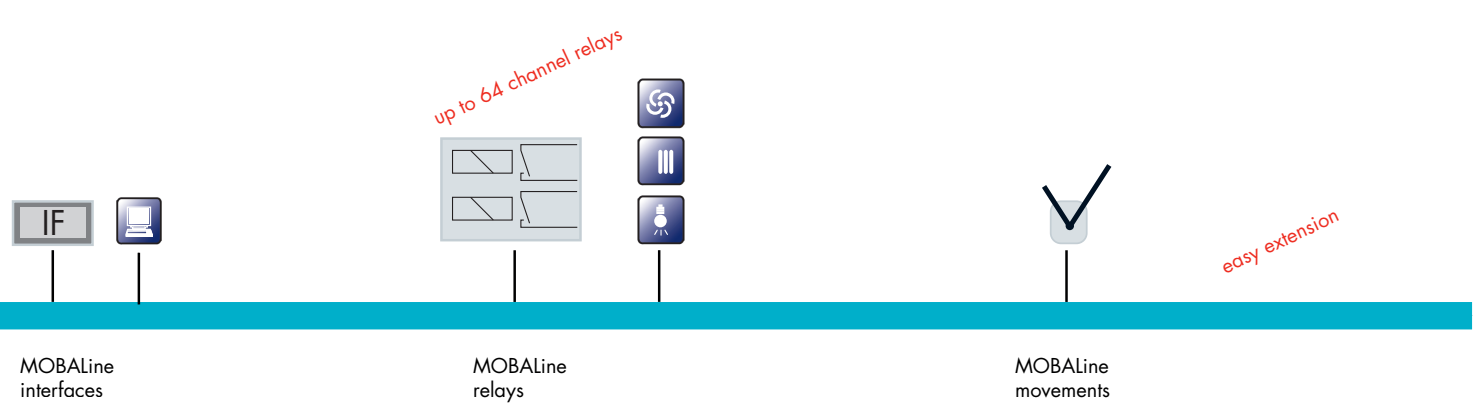 up to 64 channel relays
IF
easy extension
MOBALine
interfaces
MOBALine
relays
MOBALine
movements